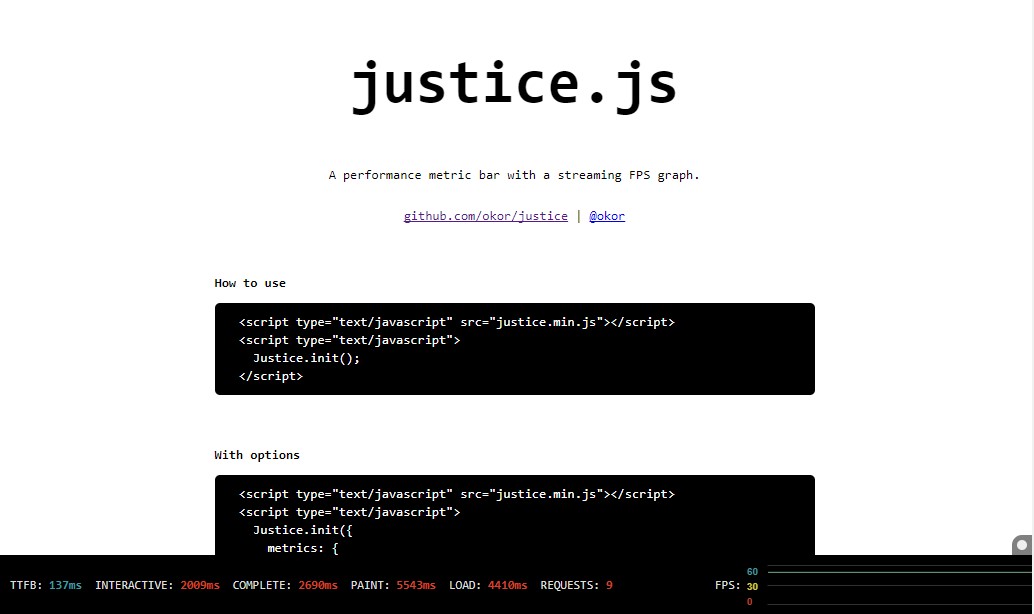 justice.js
A performance metric bar with a streaming FPS graph.
github.com/okor/justice | @okor
How to use
<script type="text/javascript" src="justice.min.js"></script>
<script type="text/javascript">
  Justice.init();
</script>
With options
<script type="text/javascript" src="justice.min.js"></script>
<script type="text/javascript">
  Justice.init({
    metrics: {
TTFB: 137ms INTERACTIVE: 2009ms COMPLETE: 2690ms PAINT: 5543ms LOAD: 4410ms REQUESTS: 9 FPS:
60
30
0